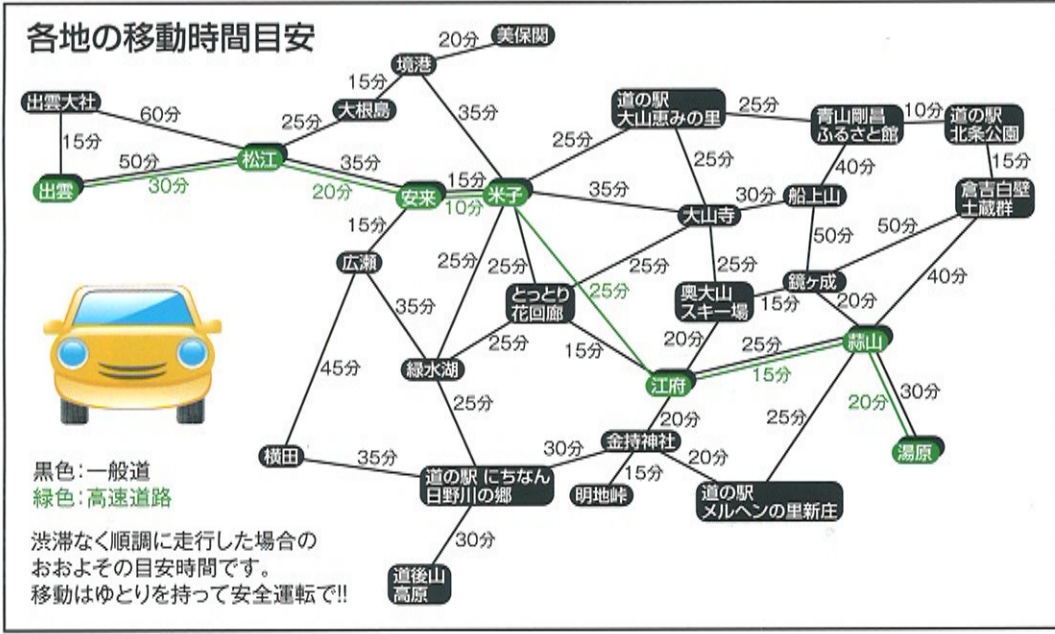 各地の移動時間目安
20分
美保関
境港
15分
大根島
35分
出雲大社
60分
25分
15分
50分
30分
出雲
松江
35分
20分
安来
15分
10分
米子
25分
道の駅
大山恵みの里
25分
青山剛昌
ふるさと館
10分
道の駅
北条公園
25分
40分
15分
35分
大山寺
30分
船上山
倉吉白壁
土蔵群
15分
広瀬
25分
25分
25分
25分
50分
50分
鏡ヶ成
40分
とっとり
花回廊
25分
奥大山
スキー場
15分
20分
35分
25分
15分
20分
25分
15分
蒜山
緑水湖
江府
45分
25分
20分
25分
20分
30分
湯原
横田
35分
30分
金持神社
15分
20分
道の駅 にちなん
日野川の郷
明地峠
道の駅
メルヘンの里新庄
30分
道後山
高原
黒色:一般道
緑色:高速道路
渋滞なく順調に走行した場合の
おおよその目安時間です。
移動はゆとりを持って安全運転で!!